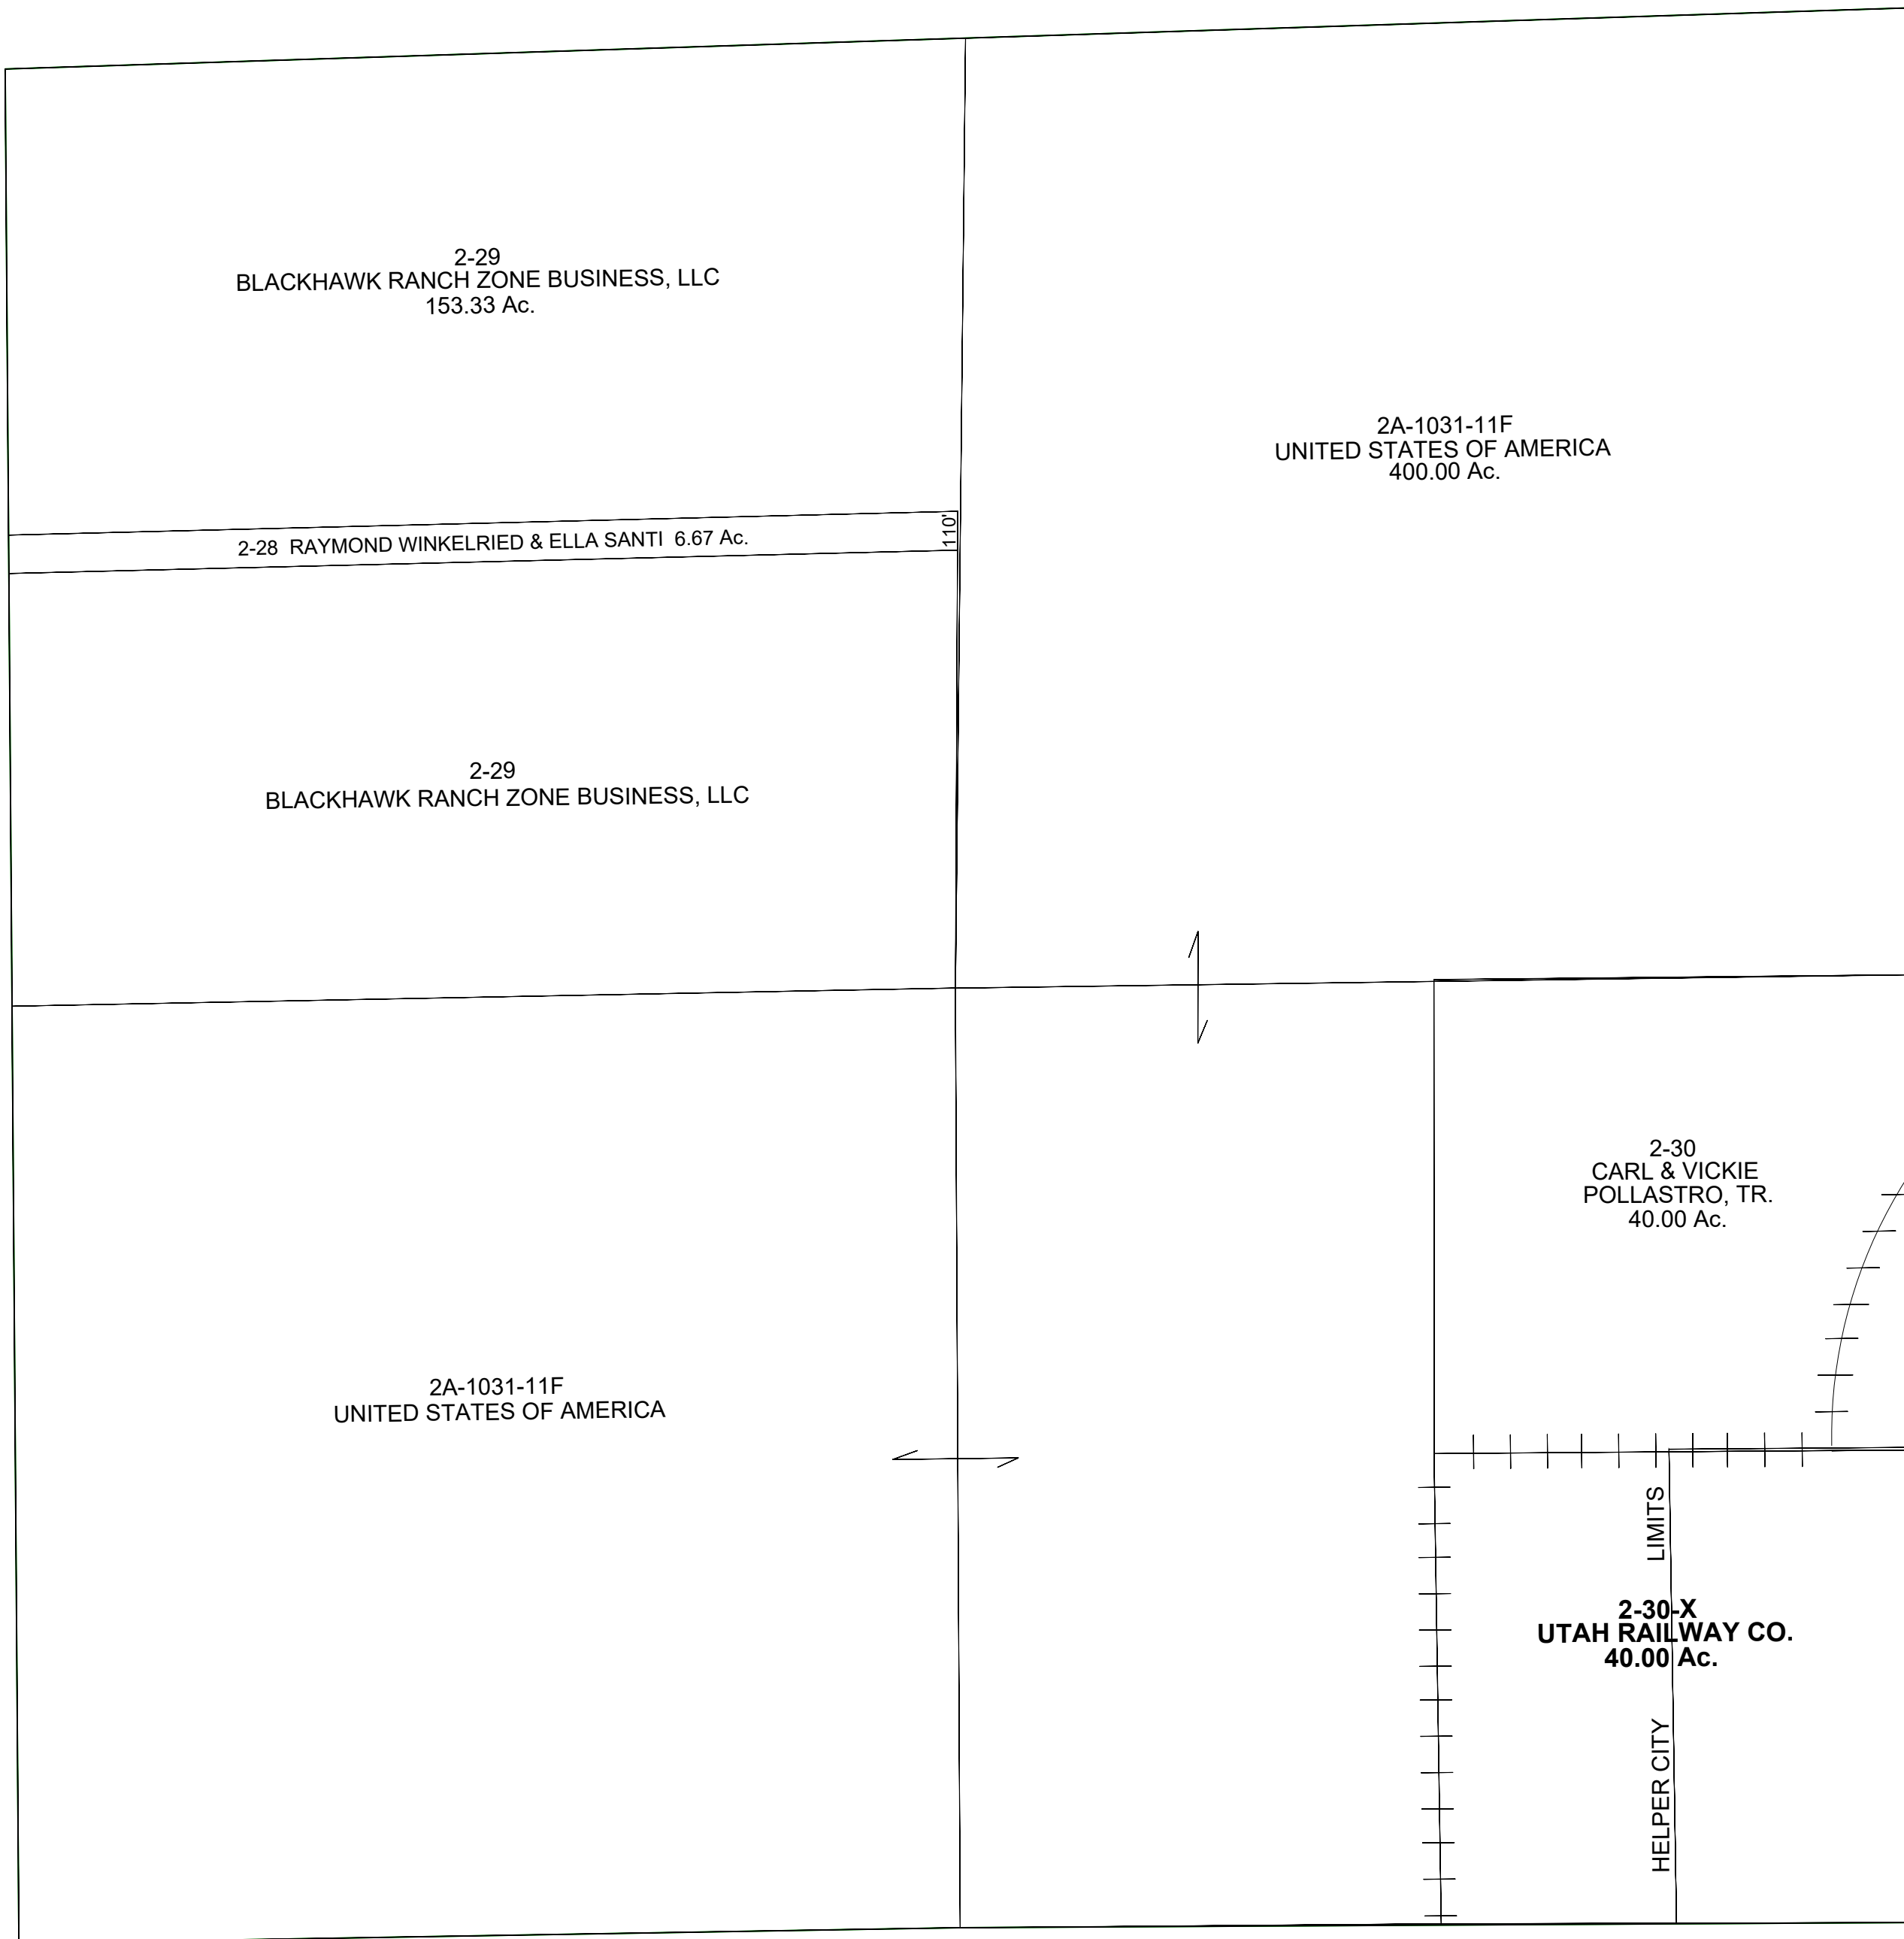 2-29
BLACKHAWK RANCH ZONE BUSINESS, LLC
153.33 Ac.
2A-1031-11F
UNITED STATES OF AMERICA
400.00 Ac.
110'
2-28 RAYMOND WINKELRIED & ELLA SANTI 6.67 Ac.
2-29
BLACKHAWK RANCH ZONE BUSINESS, LLC
2-30
CARL & VICKIE
POLLASTRO, TR.
40.00 Ac.
2A-1031-11F
UNITED STATES OF AMERICA
LIMITS
2-30-X
UTAH RAILWAY CO.
40.00 Ac.
HELPER CITY